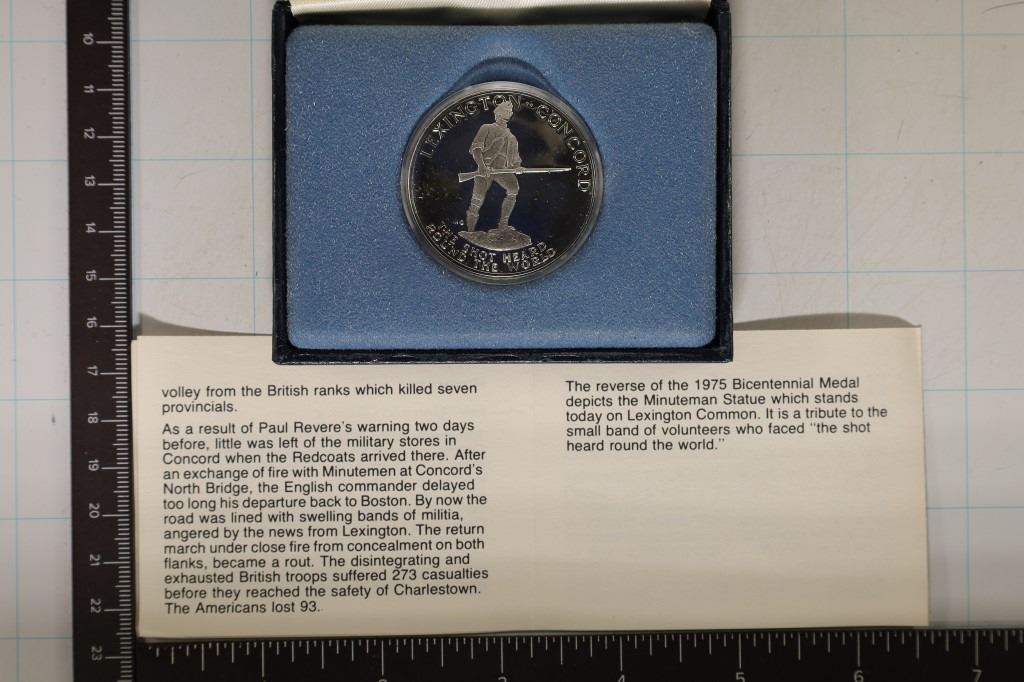 10
11
12
13
14
15
16
17
18
19
20
21
22
23
LEXINGTON - CONCORD
THE SHOT HEARD
ROUND THE WORLD
volley from the British ranks which killed seven
provincials.
As a result of Paul Revere's warning two days
before, little was left of the military stores in
Concord when the Redcoats arrived there. After
an exchange of fire with Minutemen at Concord's
North Bridge, the English commander delayed
too long his departure back to Boston. By now the
road was lined with swelling bands of militia,
angered by the news from Lexington. The return
march under close fire from concealment on both
flanks, became a rout. The disintegrating and
exhausted British troops suffered 273 casualties
before they reached the safety of Charlestown.
The Americans lost 93.
The reverse of the 1975 Bicentennial Medal
depicts the Minuteman Statue which stands
today on Lexington Common. It is a tribute to the
small band of volunteers who faced "the shot
heard round the world."
4 5 6 7